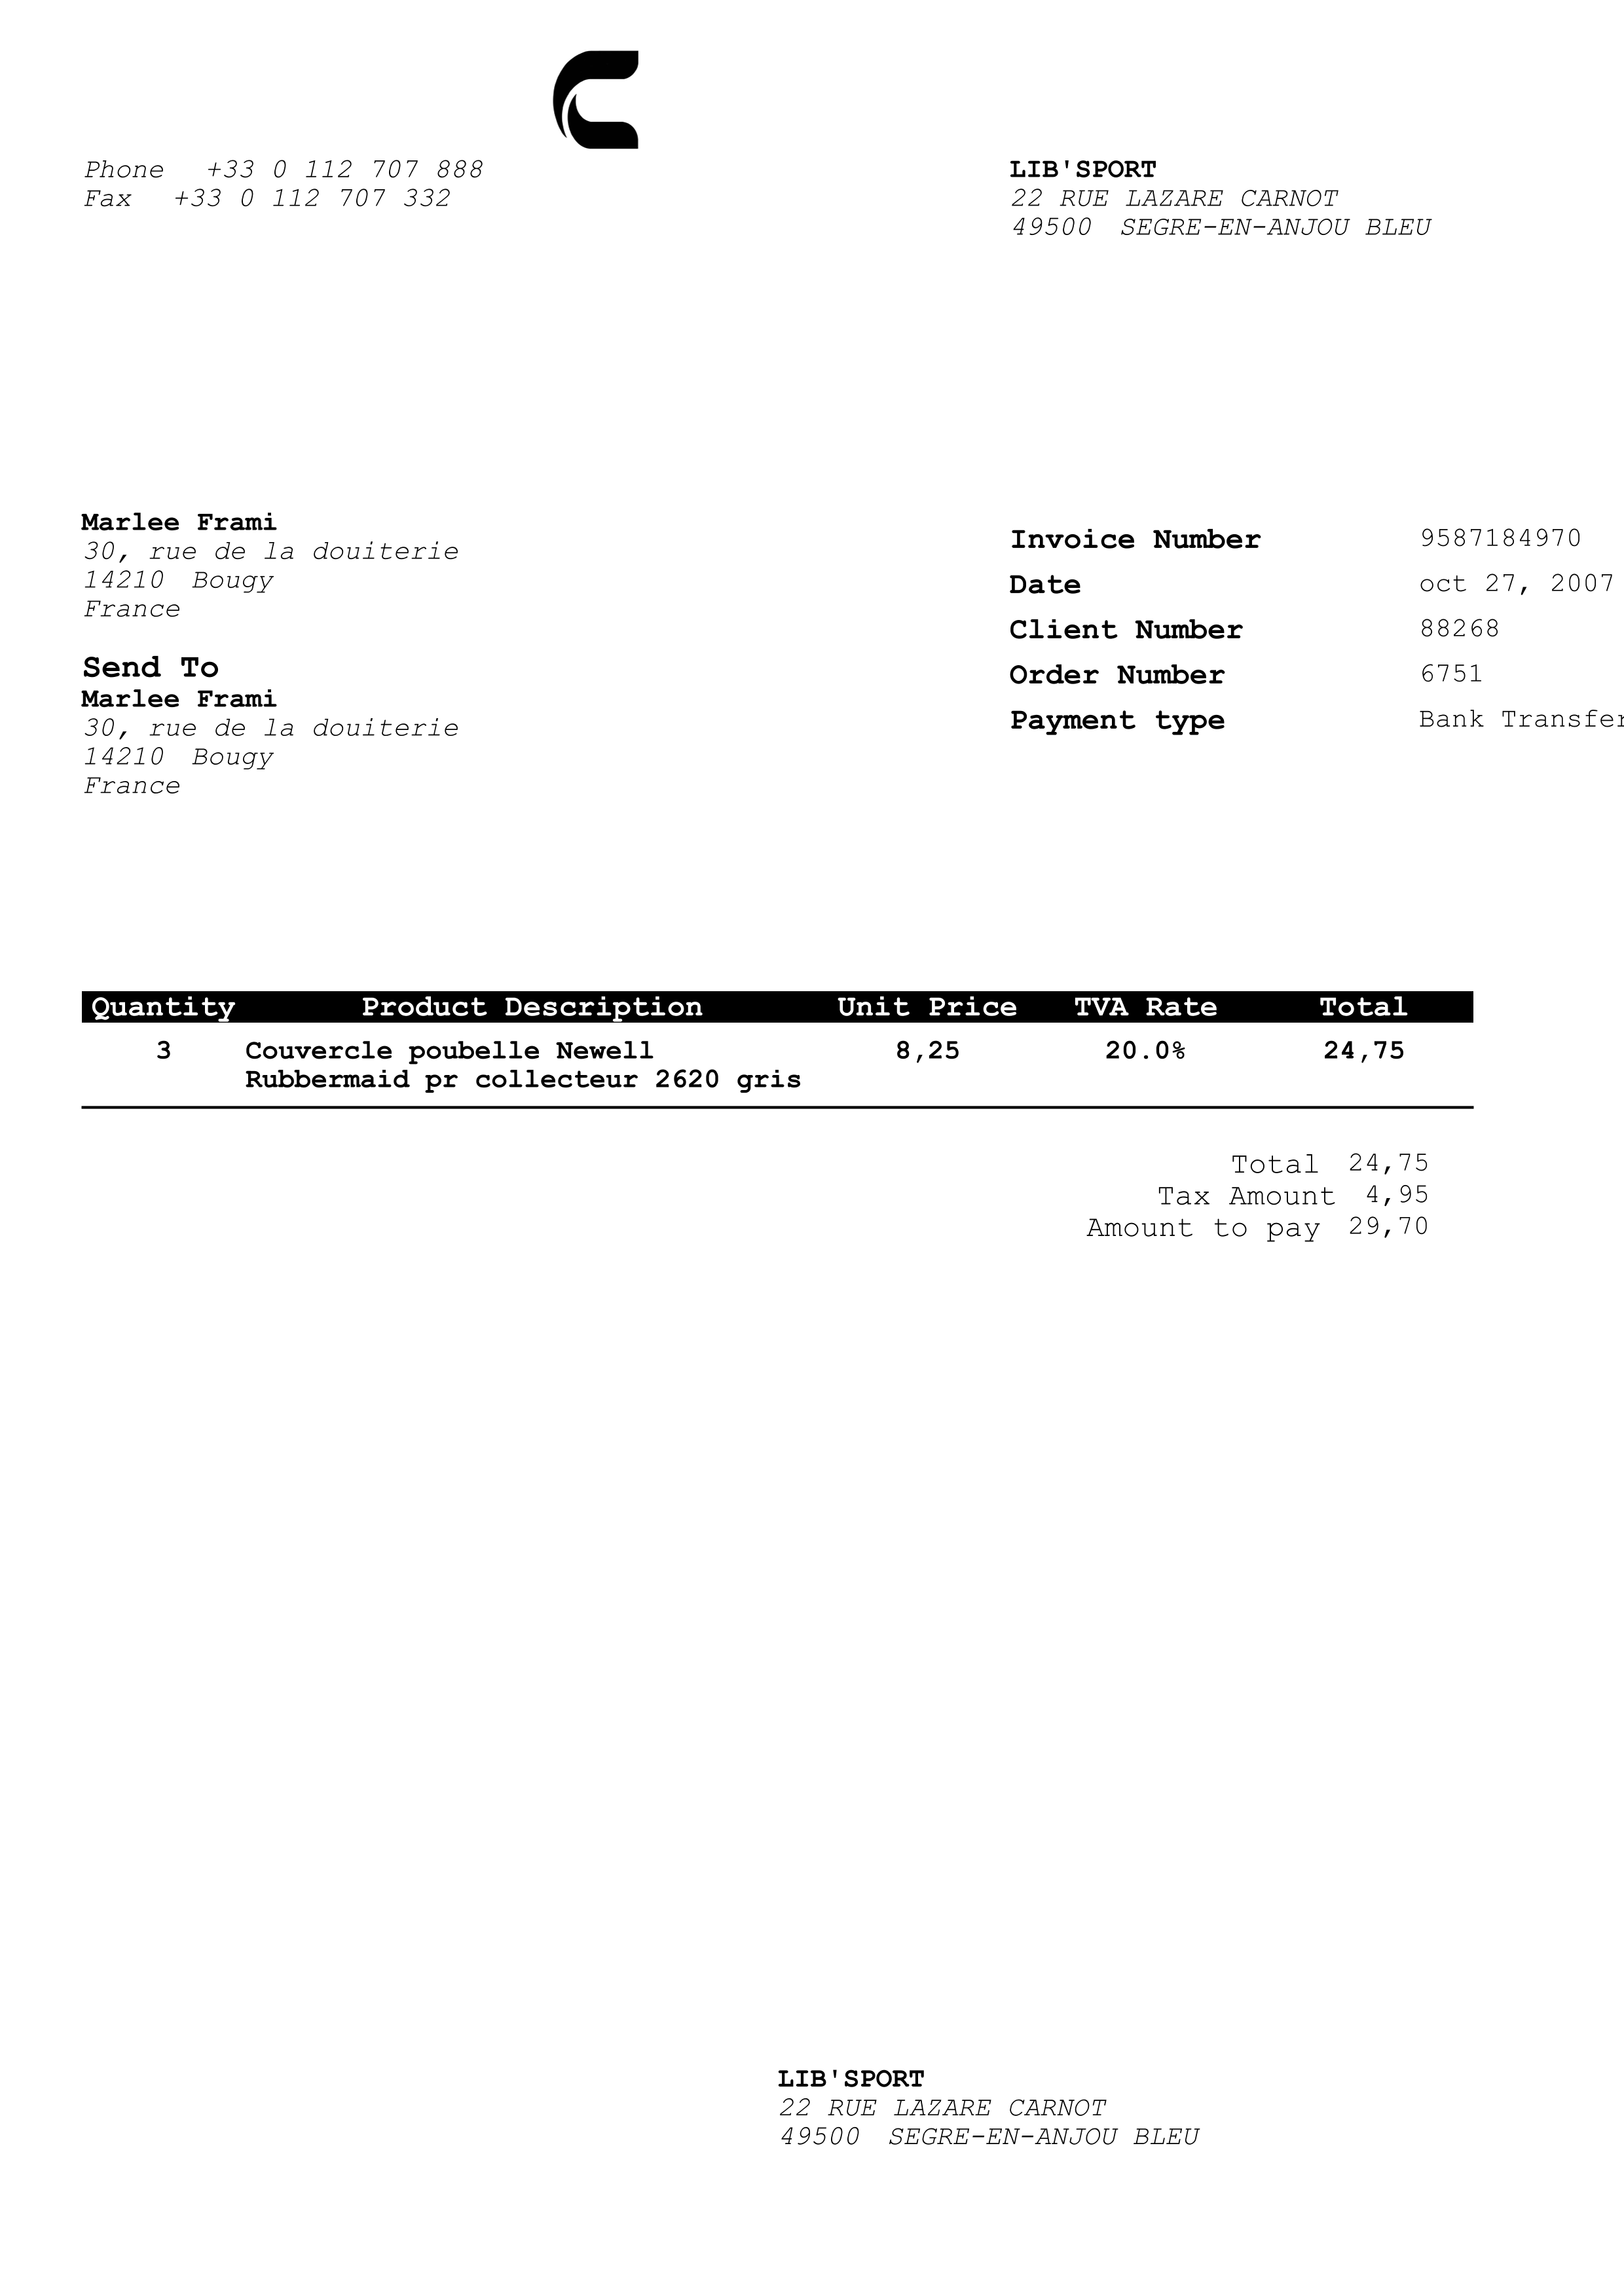 Phone +33 0 112 707 888
Fax +33 0 112 707 332
LIB'SPORT
22 RUE LAZARE CARNOT
49500 SEGRE-EN-ANJOU BLEU
Marlee Frami
30, rue de la douiterie
14210 Bougy
France
Send To
Marlee Frami
30, rue de la douiterie
14210 Bougy
France
Invoice Number 9587184970
Date oct 27, 2007
Client Number 88268
Order Number 6751
Payment type Bank Transfer
Quantity Product Description Unit Price TVA Rate Total
3 Couvercle poubelle Newell 8,25 20.0% 24,75
Rubbermaid pr collecteur 2620 gris
Total 24,75
Tax Amount 4,95
Amount to pay 29,70
LIB'SPORT
22 RUE LAZARE CARNOT
49500 SEGRE-EN-ANJOU BLEU